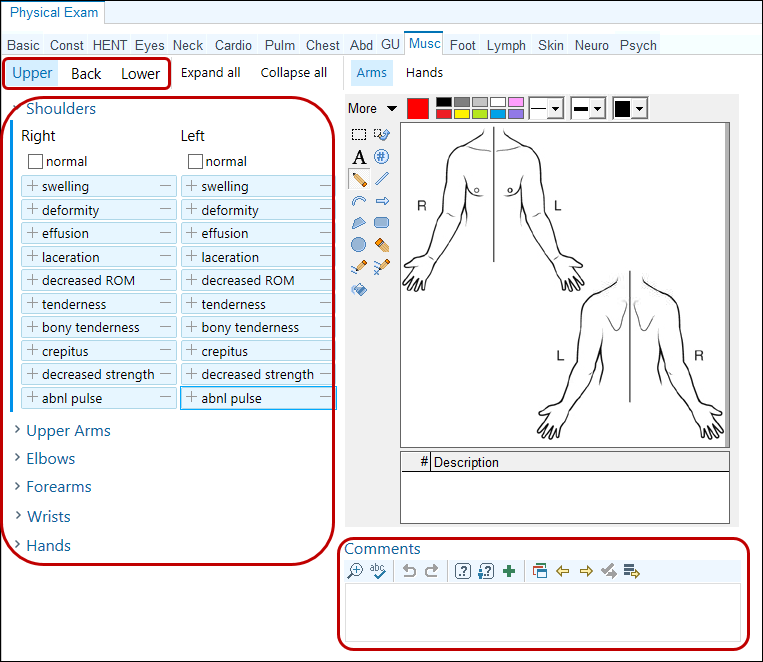 Physical Exam
Basic Const HENT Eyes Neck Cardio Pulm Chest Abd GU Musc Foot Lymph Skin Neuro Psych
Upper Back Lower Expand all Collapse all Arms Hands
Shoulders
Right Left
normal normal
swelling swelling
deformity deformity
effusion effusion
laceration laceration
decreased ROM decreased ROM
tenderness tenderness
bony tenderness bony tenderness
crepitus crepitus
decreased strength decreased strength
abnl pulse abnl pulse
Upper Arms
Elbows
Forearms
Wrists
Hands
More
A #
R L
L R
# Description
Comments
abc
.? .?